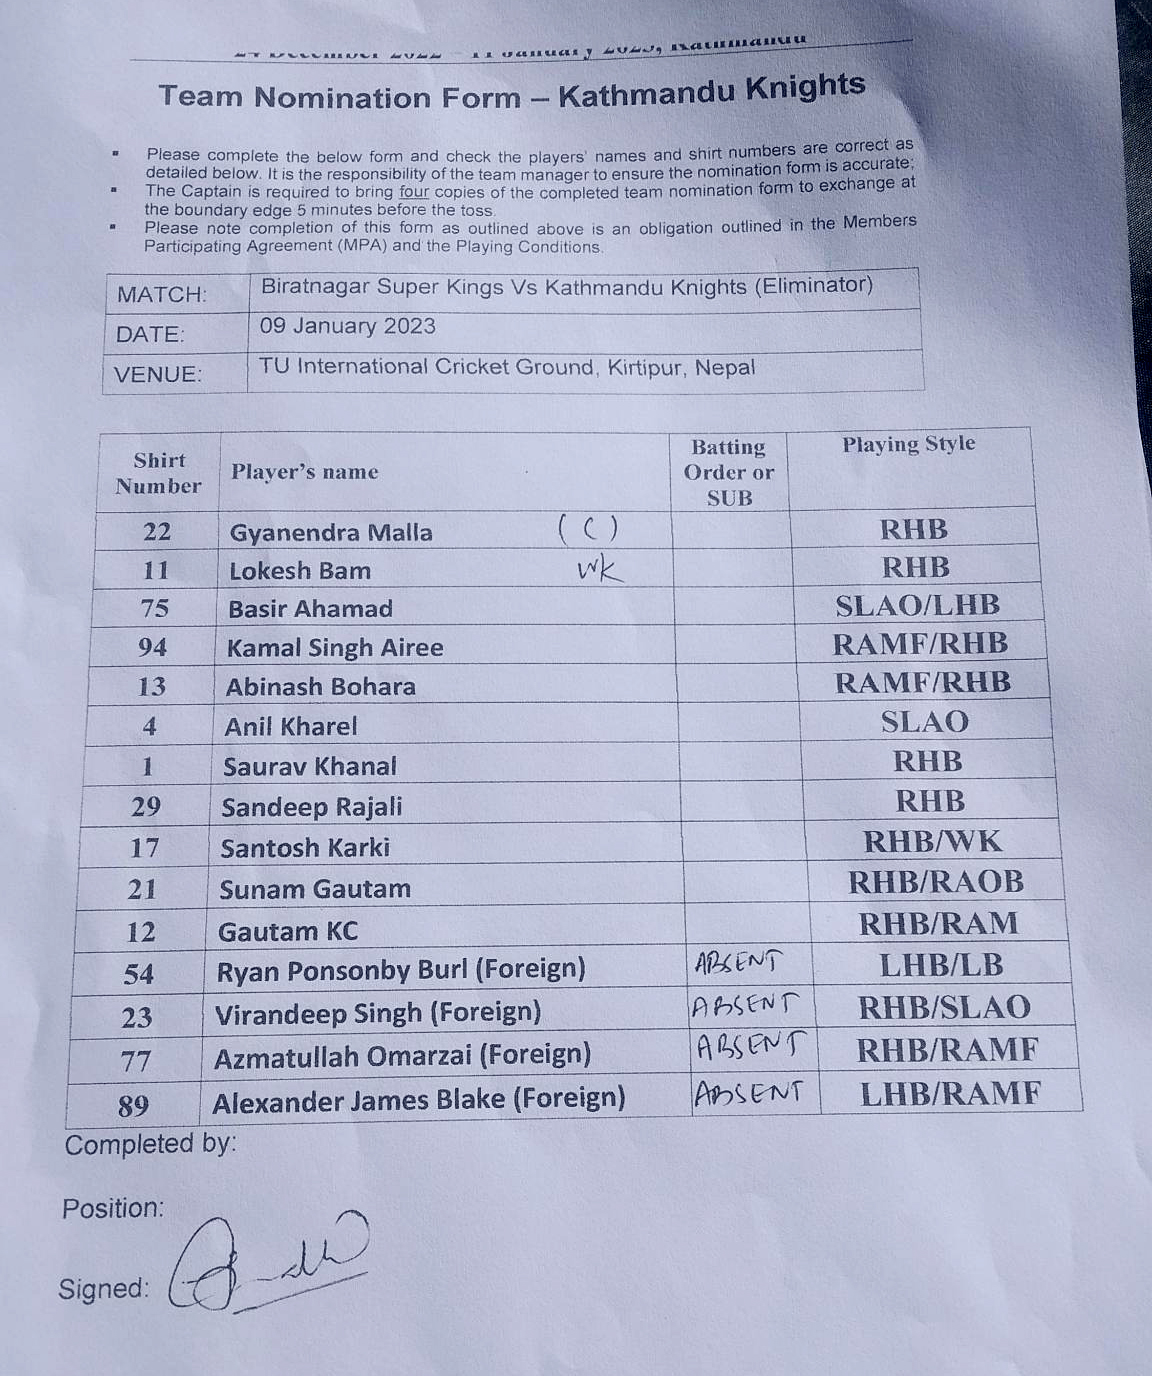 24 December 2022 – 11 January 2023, Kathmandu
Team Nomination Form – Kathmandu Knights
▪ Please complete the below form and check the players' names and shirt numbers are correct as
detailed below. It is the responsibility of the team manager to ensure the nomination form is accurate;
▪ The Captain is required to bring four copies of the completed team nomination form to exchange at
the boundary edge 5 minutes before the toss.
▪ Please note completion of this form as outlined above is an obligation outlined in the Members
Participating Agreement (MPA) and the Playing Conditions.
MATCH: Biratnagar Super Kings Vs Kathmandu Knights (Eliminator)
DATE: 09 January 2023
VENUE: TU International Cricket Ground, Kirtipur, Nepal
Shirt Number Player's name Batting Order or SUB Playing Style
22 Gyanendra Malla (C) RHB
11 Lokesh Bam WK RHB
75 Basir Ahamad SLAO/LHB
94 Kamal Singh Airee RAMF/RHB
13 Abinash Bohara RAMF/RHB
4 Anil Kharel SLAO
1 Saurav Khanal RHB
29 Sandeep Rajali RHB
17 Santosh Karki RHB/WK
21 Sunam Gautam RHB/RAOB
12 Gautam KC RHB/RAM
54 Ryan Ponsonby Burl (Foreign) ABSENT LHB/LB
23 Virandeep Singh (Foreign) ABSENT RHB/SLAO
77 Azmatullah Omarzai (Foreign) ABSENT RHB/RAMF
89 Alexander James Blake (Foreign) ABSENT LHB/RAMF
Completed by:
Position:
Signed: